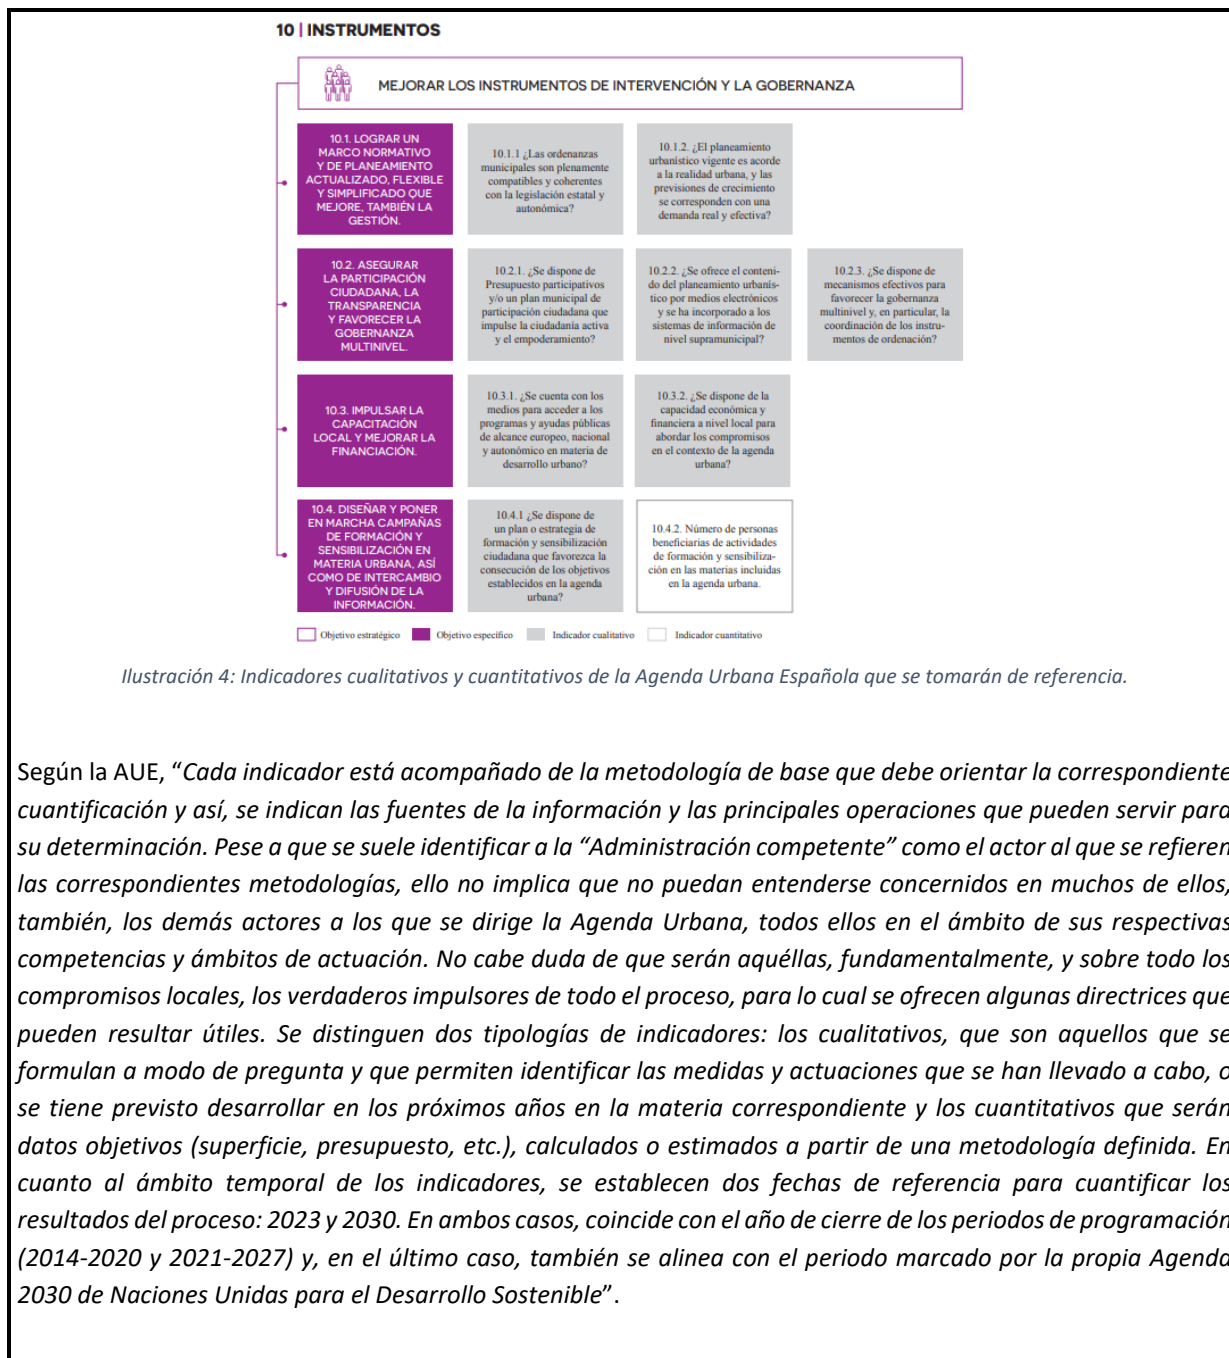 10 | INSTRUMENTOS
MEJORAR LOS INSTRUMENTOS DE INTERVENCIÓN Y LA GOBERNANZA
10.1. LOGRAR UN
MARCO NORMATIVO
Y DE PLANEAMIENTO
ACTUALIZADO, FLEXIBLE
Y SIMPLIFICADO QUE
MEJORE, TAMBIÉN LA
GESTIÓN.
10.1.1 ¿Las ordenanzas
municipales son plenamente
compatibles y coherentes
con la legislación estatal y
autonómica?
10.1.2. ¿El planeamiento
urbanístico vigente es acorde
a la realidad urbana, y las
previsiones de crecimiento
se corresponden con una
demanda real y efectiva?
10.2. ASEGURAR
LA PARTICIPACIÓN
CIUDADANA, LA
TRANSPARENCIA
Y FAVORECER LA
GOBERNANZA
MULTINIVEL.
10.2.1. ¿Se dispone de
Presupuesto participativos
y/o un plan municipal de
participación ciudadana que
impulse la ciudadanía activa
y el empoderamiento?
10.2.2. ¿Se ofrece el conteni-
do del planeamiento urbanís-
tico por medios electrónicos
y se ha incorporado a los
sistemas de información de
nivel supramunicipal?
10.2.3. ¿Se dispone de
mecanismos efectivos para
favorecer la gobernanza
multinivel y, en particular, la
coordinación de los instru-
mentos de ordenación?
10.3. IMPULSAR LA
CAPACITACIÓN
LOCAL Y MEJORAR LA
FINANCIACIÓN.
10.3.1. ¿Se cuenta con los
medios para acceder a los
programas y ayudas públicas
de alcance europeo, nacional
y autonómico en materia de
desarrollo urbano?
10.3.2. ¿Se dispone de la
capacidad económica y
financiera a nivel local para
abordar los compromisos
en el contexto de la agenda
urbana?
10.4. DISEÑAR Y PONER
EN MARCHA CAMPAÑAS
DE FORMACIÓN Y
SENSIBILIZACIÓN EN
MATERIA URBANA, ASÍ
COMO DE INTERCAMBIO
Y DIFUSIÓN DE LA
INFORMACIÓN.
10.4.1 ¿Se dispone de
un plan o estrategia de
formación y sensibilización
ciudadana que favorezca la
consecución de los objetivos
establecidos en la agenda
urbana?
10.4.2. Número de personas
beneficiarias de actividades
de formación y sensibiliza-
ción en las materias incluidas
en la agenda urbana.
Objetivo estratégico Objetivo específico Indicador cualitativo Indicador cuantitativo
Ilustración 4: Indicadores cualitativos y cuantitativos de la Agenda Urbana Española que se tomarán de referencia.
Según la AUE, “Cada indicador está acompañado de la metodología de base que debe orientar la correspondiente
cuantificación y así, se indican las fuentes de la información y las principales operaciones que pueden servir para
su determinación. Pese a que se suele identificar a la “Administración competente” como el actor al que se refieren
las correspondientes metodologías, ello no implica que no puedan entenderse concernidos en muchos de ellos,
también, los demás actores a los que se dirige la Agenda Urbana, todos ellos en el ámbito de sus respectivas
competencias y ámbitos de actuación. No cabe duda de que serán aquéllas, fundamentalmente, y sobre todo los
compromisos locales, los verdaderos impulsores de todo el proceso, para lo cual se ofrecen algunas directrices que
pueden resultar útiles. Se distinguen dos tipologías de indicadores: los cualitativos, que son aquellos que se
formulan a modo de pregunta y que permiten identificar las medidas y actuaciones que se han llevado a cabo, o
se tiene previsto desarrollar en los próximos años en la materia correspondiente y los cuantitativos que serán
datos objetivos (superficie, presupuesto, etc.), calculados o estimados a partir de una metodología definida. En
cuanto al ámbito temporal de los indicadores, se establecen dos fechas de referencia para cuantificar los
resultados del proceso: 2023 y 2030. En ambos casos, coincide con el año de cierre de los periodos de programación
(2014-2020 y 2021-2027) y, en el último caso, también se alinea con el periodo marcado por la propia Agenda
2030 de Naciones Unidas para el Desarrollo Sostenible”.